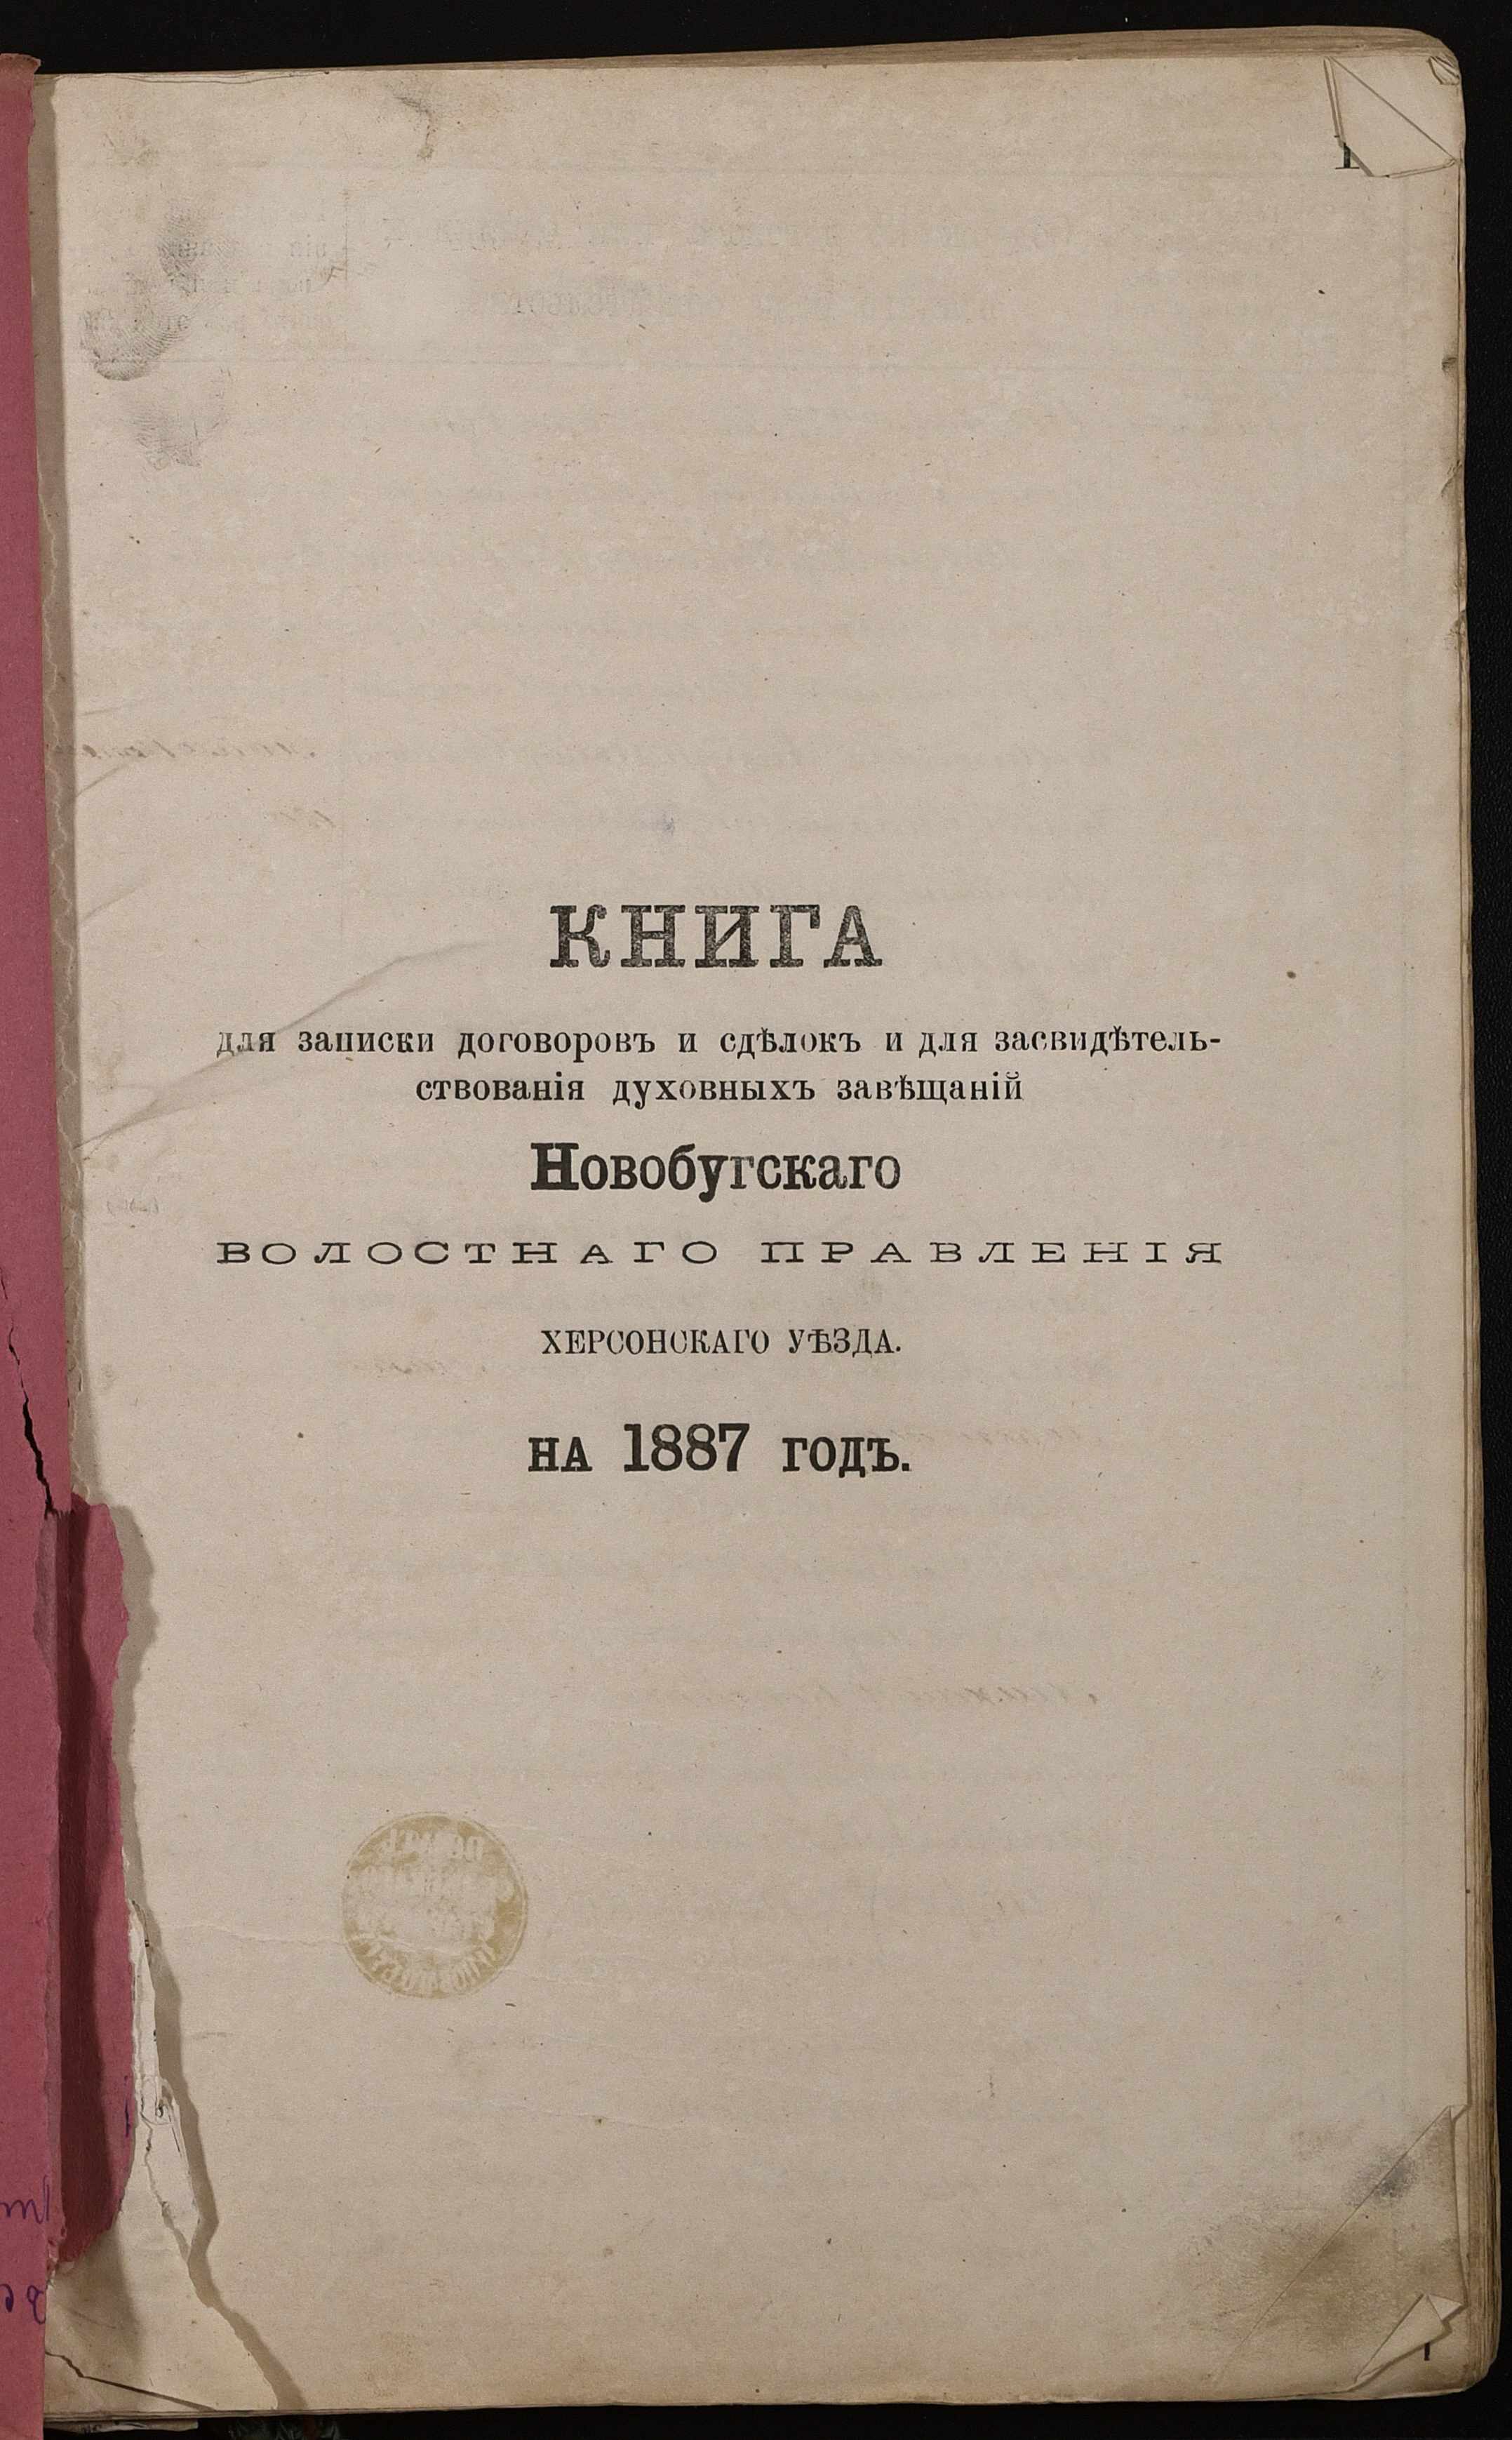 КНИГА
для записки договоровъ и сдѣлокъ и для засвидѣтель-
ствованія духовныхъ завѣщаній
Новобугскаго
ВОЛОСТНАГО ПРАВЛЕНІЯ
ХЕРСОНСКАГО УѢЗДА.
НА 1887 ГОДЪ.